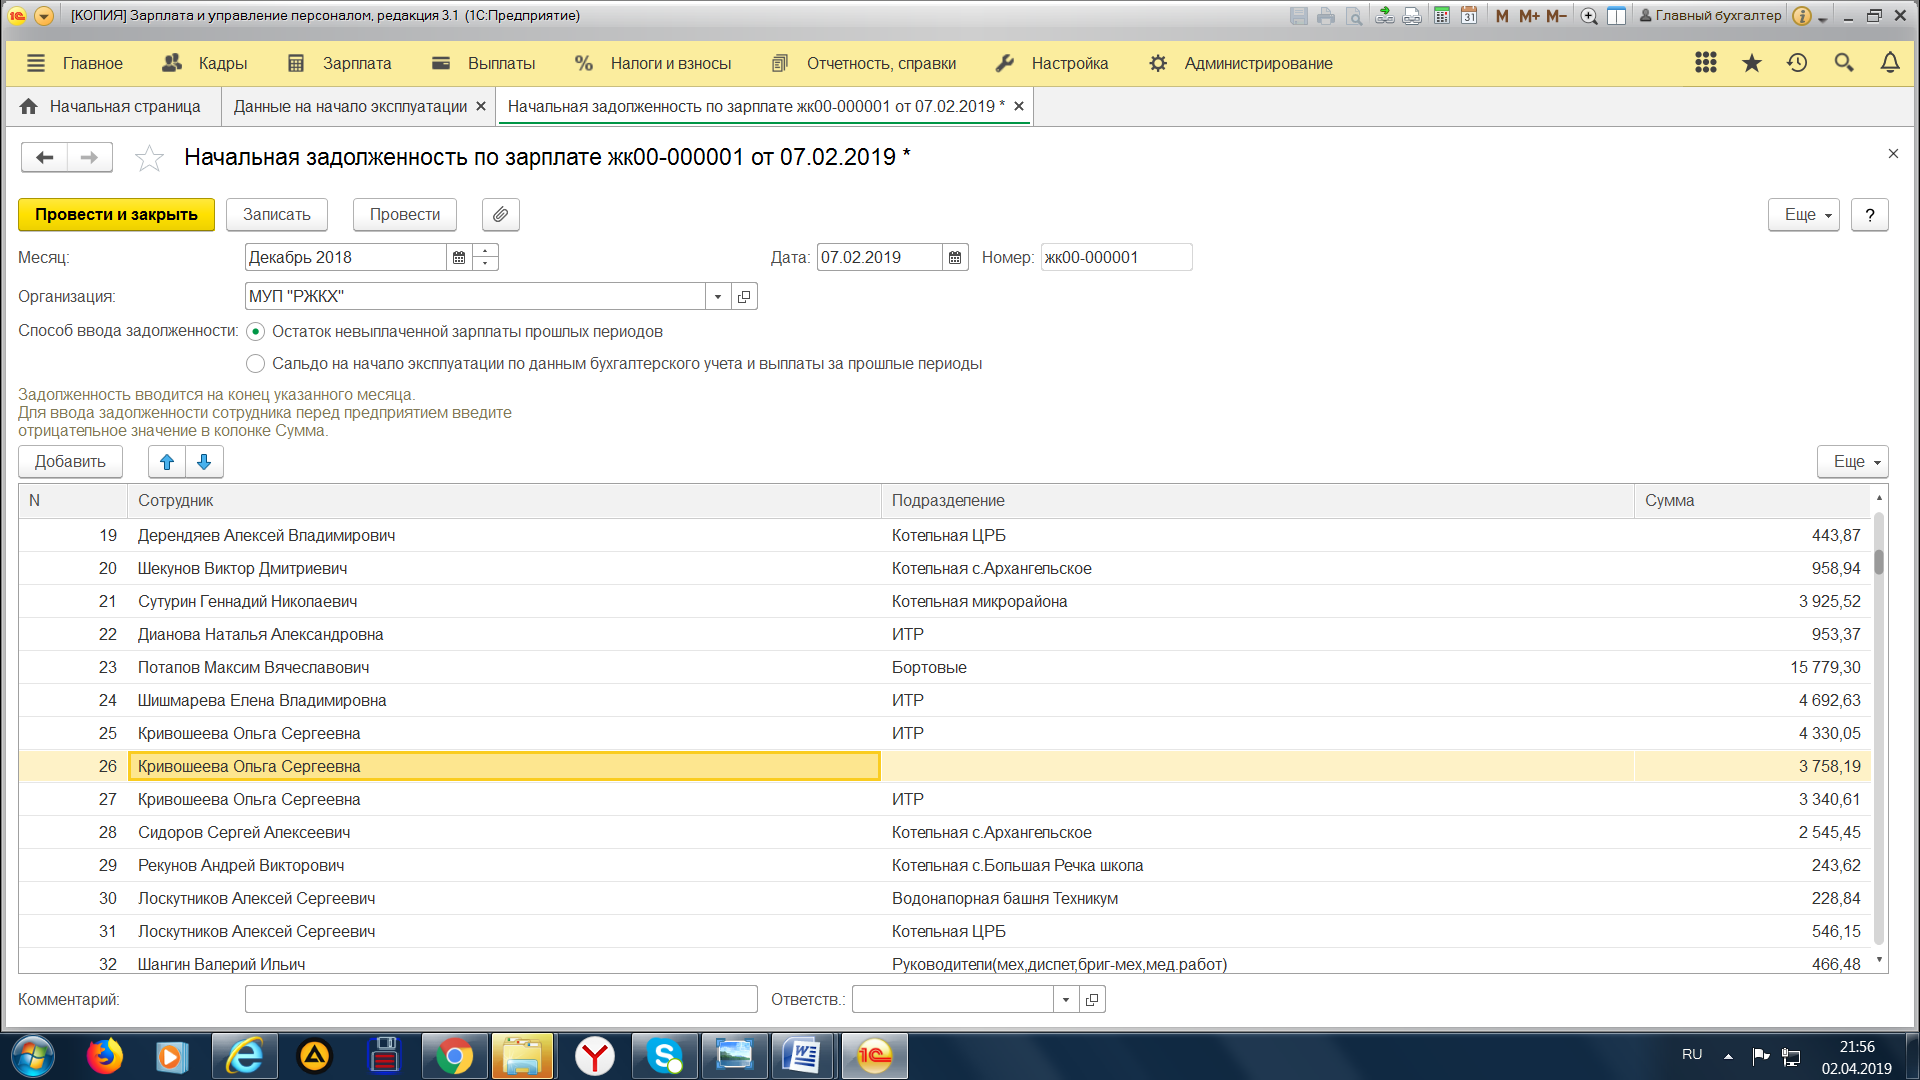 [КОПИЯ] Зарплата и управление персоналом, редакция 3.1 (1С:Предприятие)
M M+ M- Главный бухгалтер
Главное Кадры Зарплата Выплаты Налоги и взносы Отчетность, справки Настройка Администрирование
Начальная страница Данные на начало эксплуатации Начальная задолженность по зарплате жк00-000001 от 07.02.2019 *
Начальная задолженность по зарплате жк00-000001 от 07.02.2019 *
Провести и закрыть Записать Провести Еще ?
Месяц: Декабрь 2018 Дата: 07.02.2019 Номер: жк00-000001
Организация: МУП "РЖКХ"
Способ ввода задолженности: Остаток невыплаченной зарплаты прошлых периодов
Сальдо на начало эксплуатации по данным бухгалтерского учета и выплаты за прошлые периоды
Задолженность вводится на конец указанного месяца.
Для ввода задолженности сотрудника перед предприятием введите
отрицательное значение в колонке Сумма.
Добавить Еще
N Сотрудник Подразделение Сумма
19 Дерендяев Алексей Владимирович Котельная ЦРБ 443,87
20 Шекунов Виктор Дмитриевич Котельная с.Архангельское 958,94
21 Сутурин Геннадий Николаевич Котельная микрорайона 3 925,52
22 Дианова Наталья Александровна ИТР 953,37
23 Потапов Максим Вячеславович Бортовые 15 779,30
24 Шишмарева Елена Владимировна ИТР 4 692,63
25 Кривошеева Ольга Сергеевна ИТР 4 330,05
26 Кривошеева Ольга Сергеевна 3 758,19
27 Кривошеева Ольга Сергеевна ИТР 3 340,61
28 Сидоров Сергей Алексеевич Котельная с.Архангельское 2 545,45
29 Рекунов Андрей Викторович Котельная с.Большая Речка школа 243,62
30 Лоскутников Алексей Сергеевич Водонапорная башня Техникум 228,84
31 Лоскутников Алексей Сергеевич Котельная ЦРБ 546,15
32 Шангин Валерий Ильич Руководители(мех,диспет,бриг-мех,мед.работ) 466,48
Комментарий: Ответств.:
RU 21:56
02.04.2019